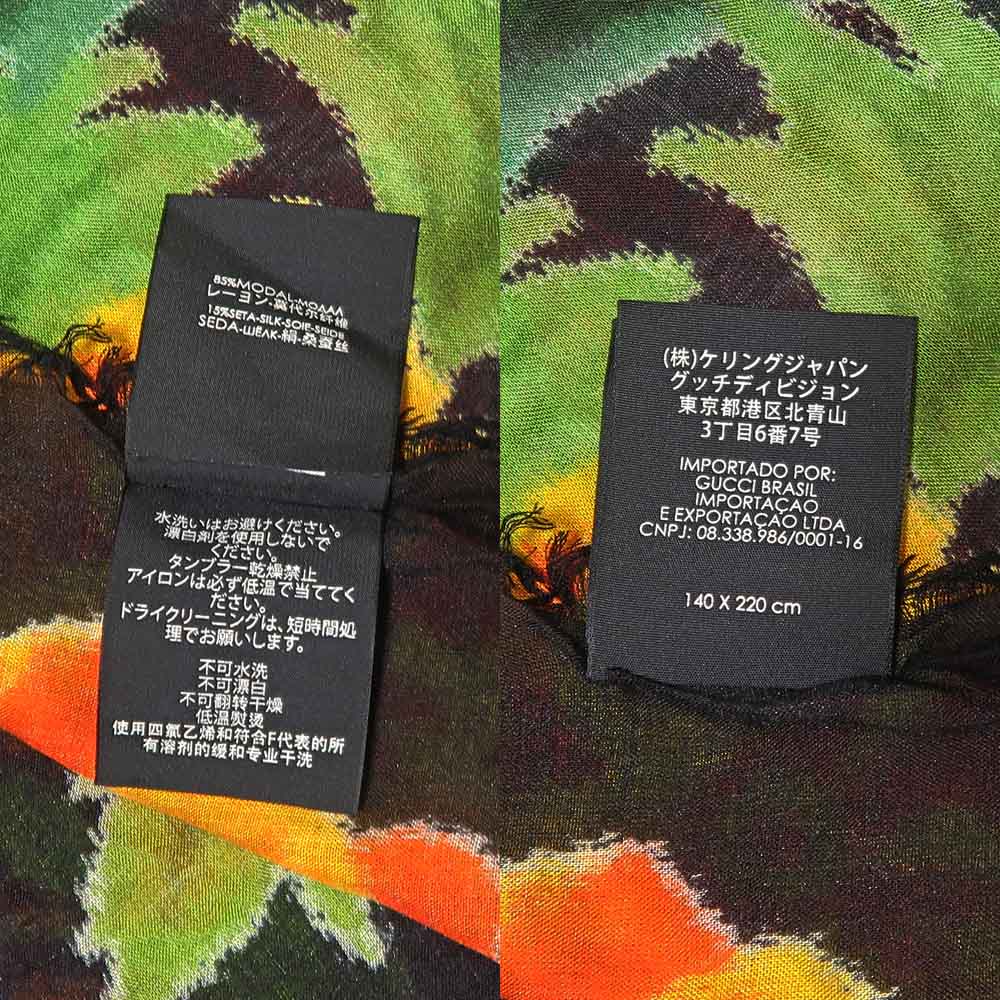 85%MODAL-МОДАЛ
レーヨン-莫代尔纤维
15%SETA-SILK-SOIE-SEIDE
SEDA-ШЕЛК-絹-桑蚕丝
水洗いはお避けください。
漂白剤を使用しないで
ください。
タンブラー乾燥禁止
アイロンは必ず低温で当ててく
ださい。
ドライクリーニングは、短時間処
理でお願いします。
不可水洗
不可漂白
不可翻转干燥
低温熨烫
使用四氯乙烯和符合F代表的所
有溶剂的缓和专业干洗
(株)ケリングジャパン
グッチディビジョン
東京都港区北青山
3丁目6番7号
IMPORTADO POR:
GUCCI BRASIL
IMPORTAÇÃO
E EXPORTAÇAO LTDA
CNPJ: 08.338.986/0001-16
140 X 220 cm